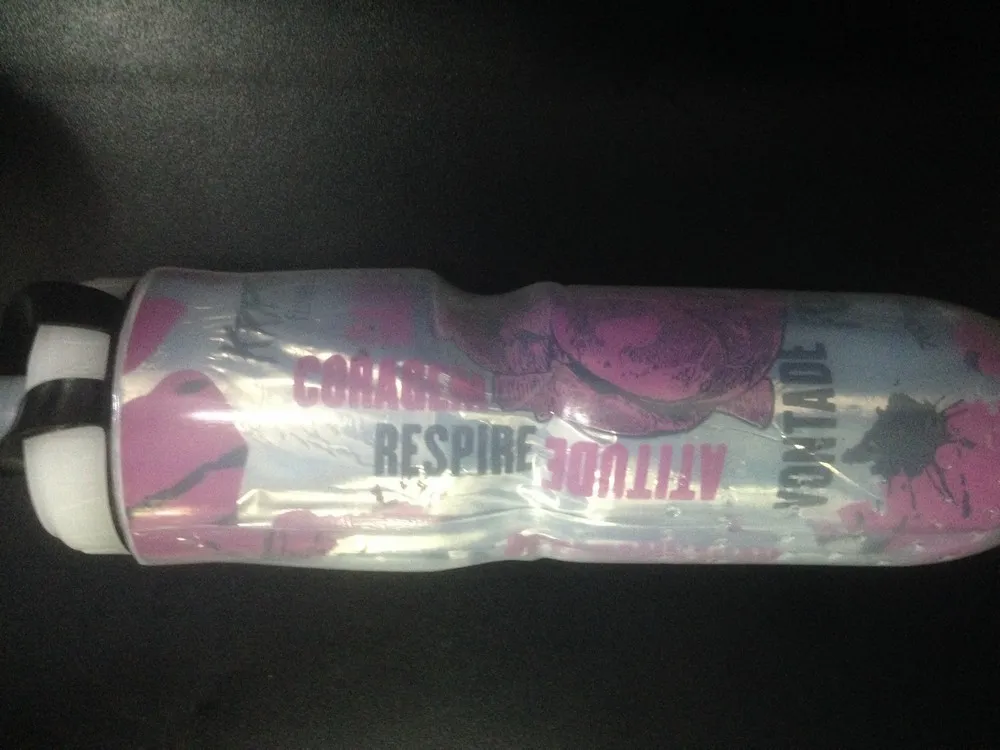 CORAGEM
RESPIRE
ATITUDE
VONTADE